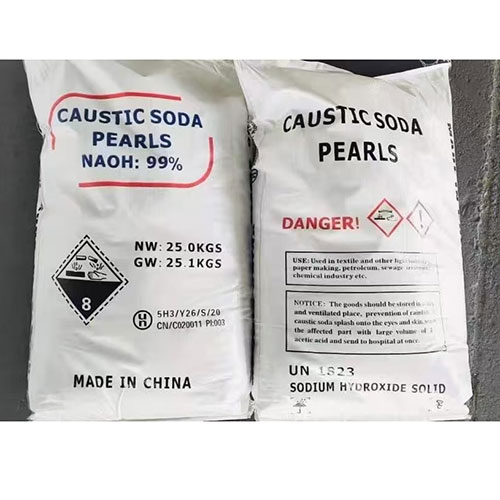 CAUSTIC SODA
PEARLS
NAOH: 99%
NW: 25.0KGS
GW: 25.1KGS
8
un
5H3/Y26/S/20
CN/C020011 PI:003
MADE IN CHINA
CAUSTIC SODA
PEARLS
DANGER!
USE: Used in textile and other
paper making, petroleum, sewage
chemical industry etc.
NOTICE: The goods should be stored in
and ventilated place, prevention of
caustic soda splash onto the eyes and skin,
the affected part with large volume of
acetic acid and send to hospital at once.
UN 1823
SODIUM HYDROXIDE SOLID